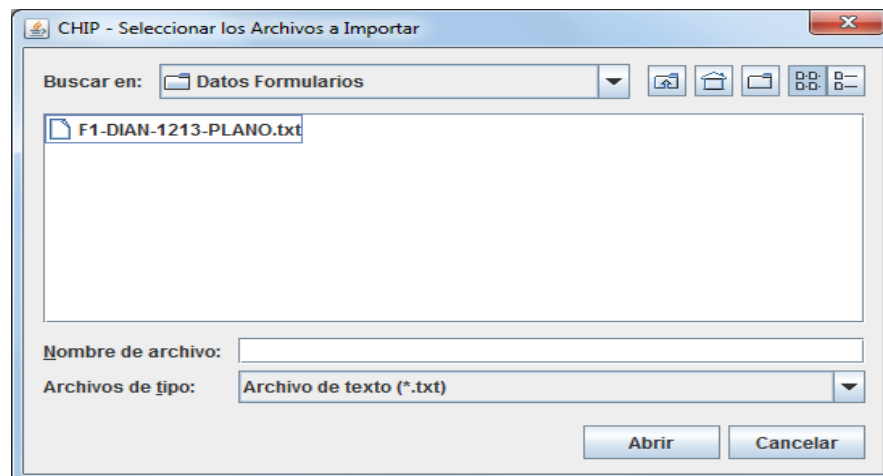 CHIP - Seleccionar los Archivos a Importar
Buscar en: Datos Formularios
F1-DIAN-1213-PLANO.txt
Nombre de archivo:
Archivos de tipo: Archivo de texto (*.txt)
Abrir Cancelar